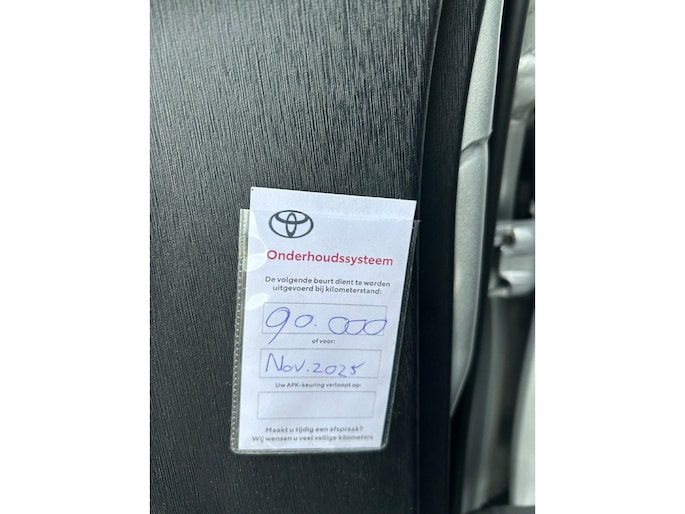 Onderhoudssysteem
De volgende beurt dient te worden
uitgevoerd bij kilometerstand:
90.000
of voor:
Nov. 2025
Uw APK-keuring verloopt op:
Maakt u tijdig een afspraak?
Wij wensen u veel veilige kilometers